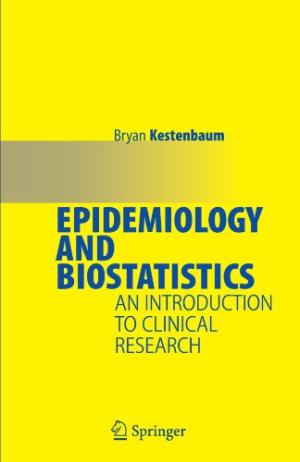 Bryan Kestenbaum
EPIDEMIOLOGY
AND
BIOSTATISTICS
AN INTRODUCTION
TO CLINICAL
RESEARCH
Springer